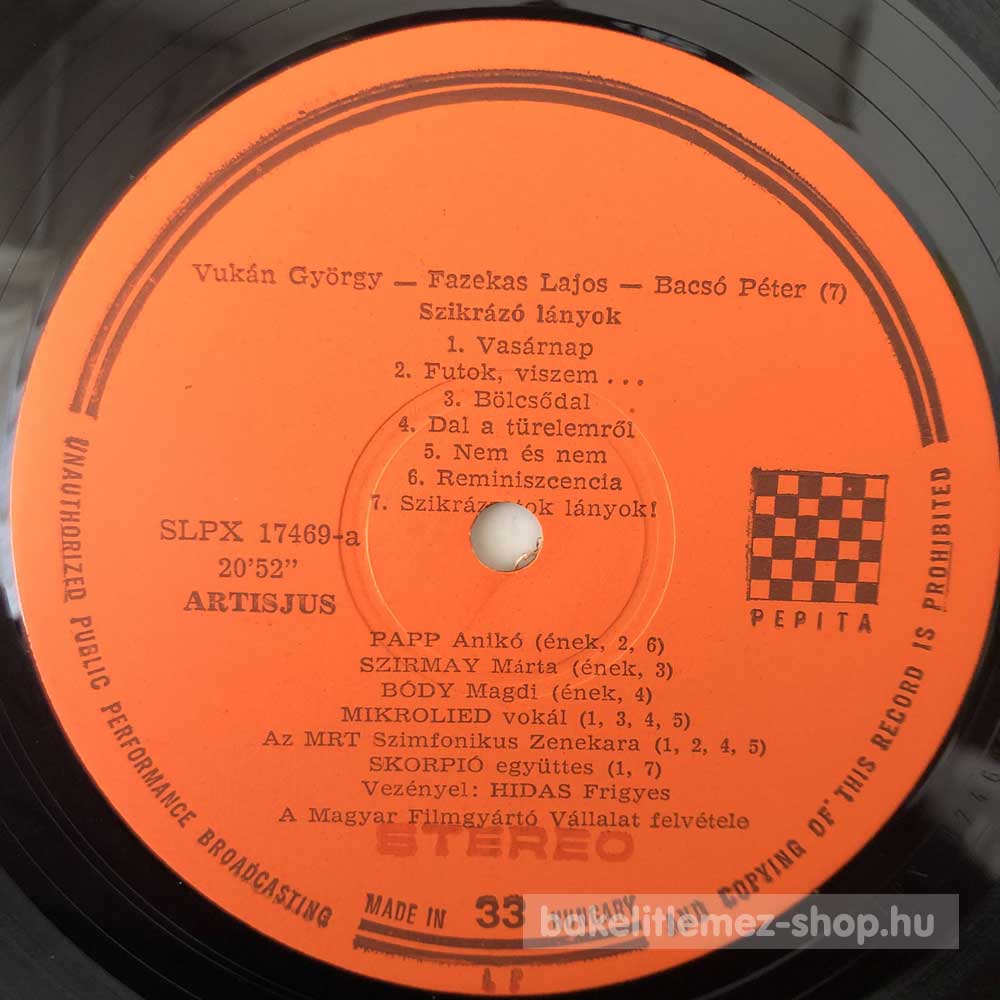 Vukán György — Fazekas Lajos — Bacsó Péter (7)
Szikrázó lányok
1. Vasárnap
2. Futok, viszem ...
3. Bölcsődal
4. Dal a türelemről
5. Nem és nem
6. Reminiszcencia
7. lányok!
SLPX 17469-a
20'52"
ARTISJUS
PEPITA
PAPP Anikó (ének, 2, 6)
SZIRMAY Márta (ének, 3)
BÓDY Magdi (ének, 4)
MIKROLIED vokál (1, 3, 4, 5)
Az MRT Szimfonikus Zenekara (1, 2, 4, 5)
SKORPIÓ együttes (1, 7)
Vezényel: HIDAS Frigyes
A Magyar Filmgyártó Vállalat felvétele
STEREO
UNAUTHORIZED PUBLIC PERFORMANCE BROADCASTING
AND COPYING OF THIS RECORD IS PROHIBITED
MADE IN 33 HUNGARY
LP
bakelitlemez-shop.hu